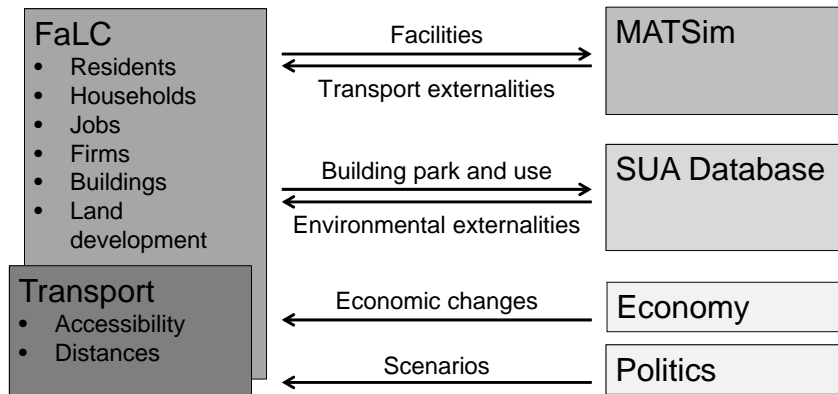 FaLC
• Residents
• Households
• Jobs
• Firms
• Buildings
• Land
development
Transport
• Accessibility
• Distances
Facilities
Transport externalities
Building park and use
Environmental externalities
Economic changes
Scenarios
MATSim
SUA Database
Economy
Politics